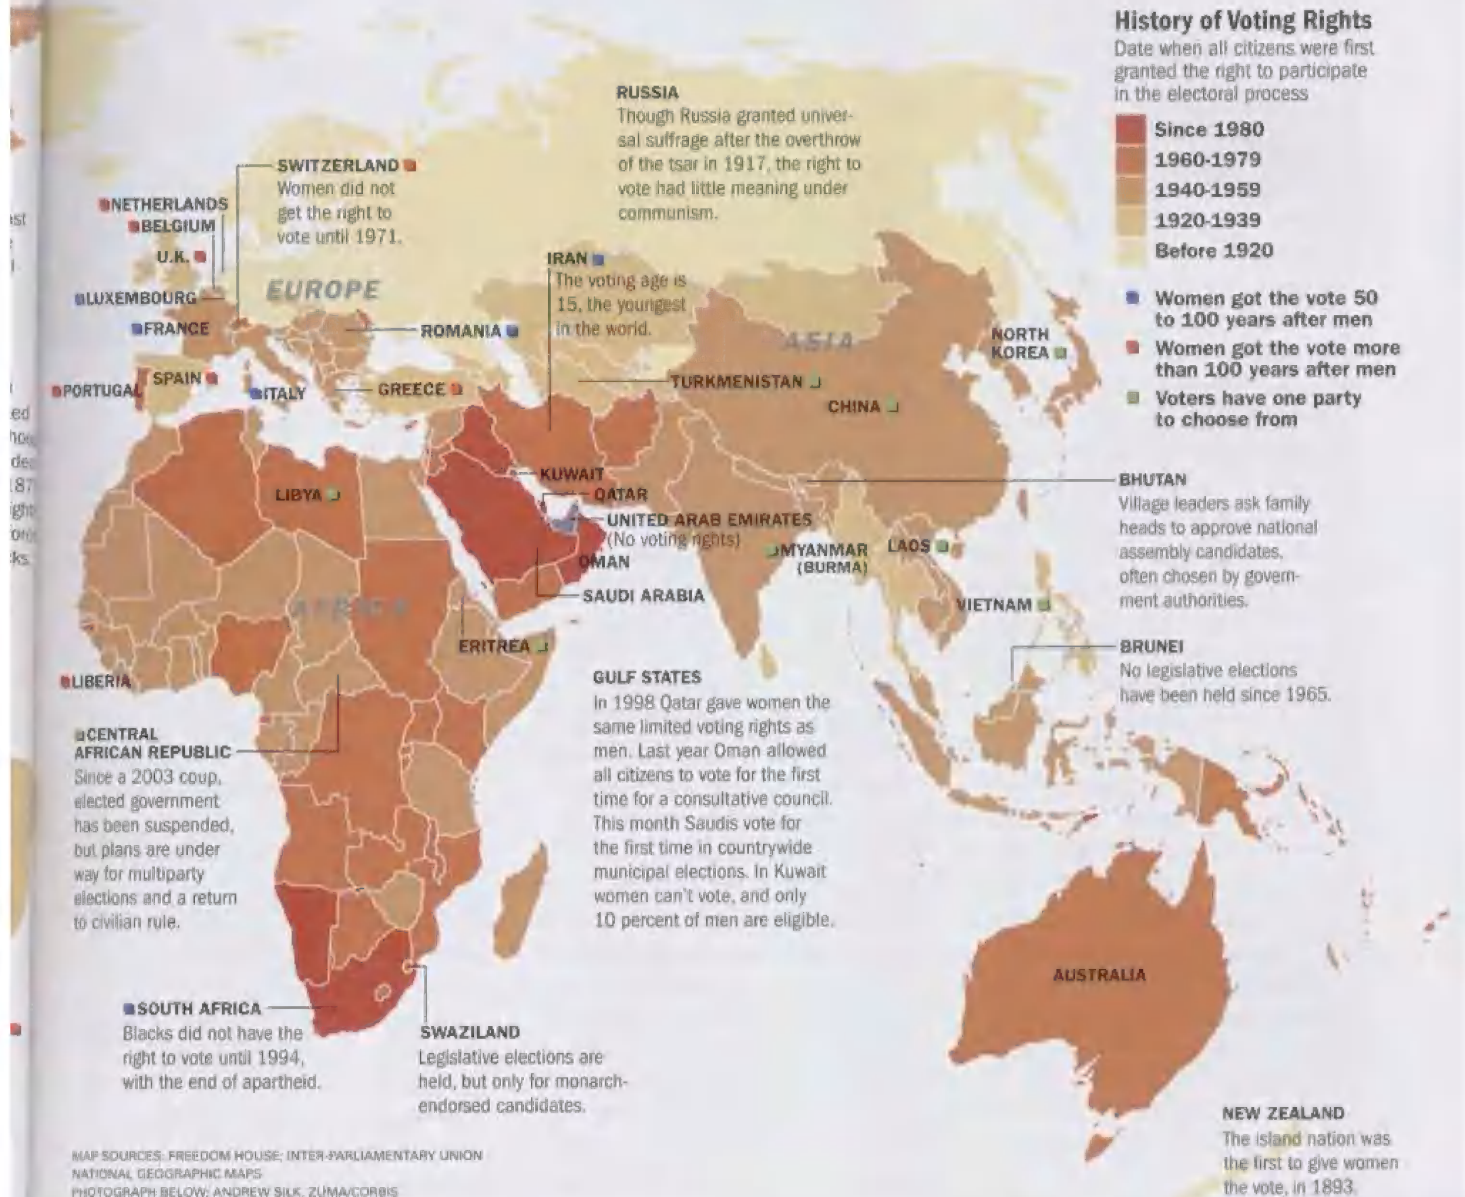 History of Voting Rights
Date when all citizens were first
granted the right to participate
in the electoral process
Since 1980
1960-1979
1940-1959
1920-1939
Before 1920
Women got the vote 50
to 100 years after men
Women got the vote more
than 100 years after men
Voters have one party
to choose from
RUSSIA
Though Russia granted univer-
sal suffrage after the overthrow
of the tsar in 1917, the right to
vote had little meaning under
communism.
SWITZERLAND
Women did not
get the right to
vote until 1971.
NETHERLANDS
BELGIUM
U.K.
LUXEMBOURG
FRANCE
EUROPE
ROMANIA
IRAN
The voting age is
15, the youngest
in the world.
ASIA
NORTH
KOREA
PORTUGAL
SPAIN
ITALY
GREECE
TURKMENISTAN
CHINA
KUWAIT
LIBYA
QATAR
UNITED ARAB EMIRATES
(No voting rights)
OMAN
SAUDI ARABIA
MYANMAR
(BURMA)
LAOS
VIETNAM
BHUTAN
Village leaders ask family
heads to approve national
assembly candidates,
often chosen by govern-
ment authorities.
AFRICA
ERITREA
BRUNEI
No legislative elections
have been held since 1965.
LIBERIA
GULF STATES
In 1998 Qatar gave women the
same limited voting rights as
men. Last year Oman allowed
all citizens to vote for the first
time for a consultative council.
This month Saudis vote for
the first time in countrywide
municipal elections. In Kuwait
women can't vote, and only
10 percent of men are eligible.
CENTRAL
AFRICAN REPUBLIC
Since a 2003 coup,
elected government
has been suspended,
but plans are under
way for multiparty
elections and a return
to civilian rule.
AUSTRALIA
SOUTH AFRICA
Blacks did not have the
right to vote until 1994,
with the end of apartheid.
SWAZILAND
Legislative elections are
held, but only for monarch-
endorsed candidates.
NEW ZEALAND
The island nation was
the first to give women
the vote, in 1893.
MAP SOURCES: FREEDOM HOUSE; INTER-PARLIAMENTARY UNION
NATIONAL GEOGRAPHIC MAPS
PHOTOGRAPH BELOW: ANDREW SILK, ZUMA/CORBIS